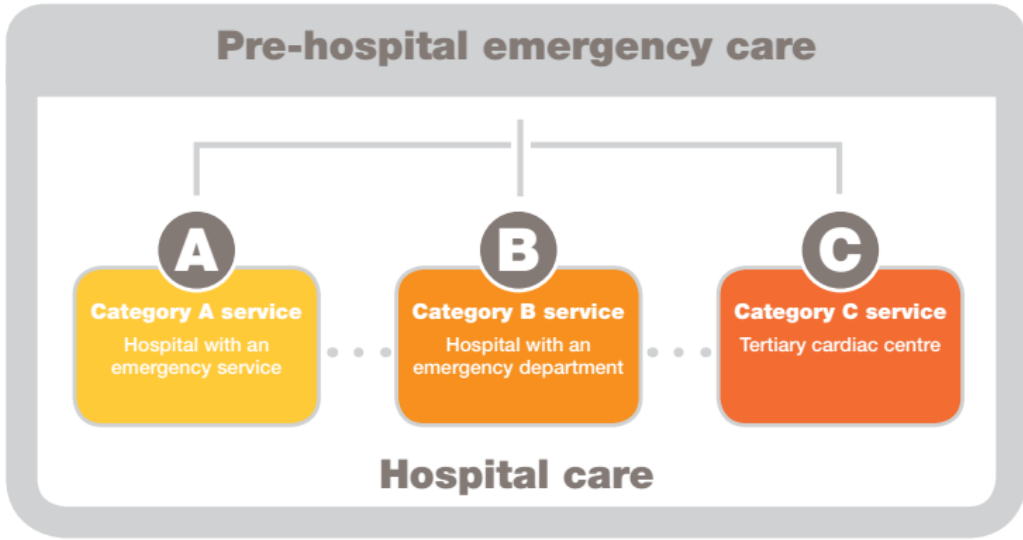 Pre-hospital emergency care
A
B
C
Category A service
Hospital with an
emergency service
Category B service
Hospital with an
emergency department
Category C service
Tertiary cardiac centre
Hospital care